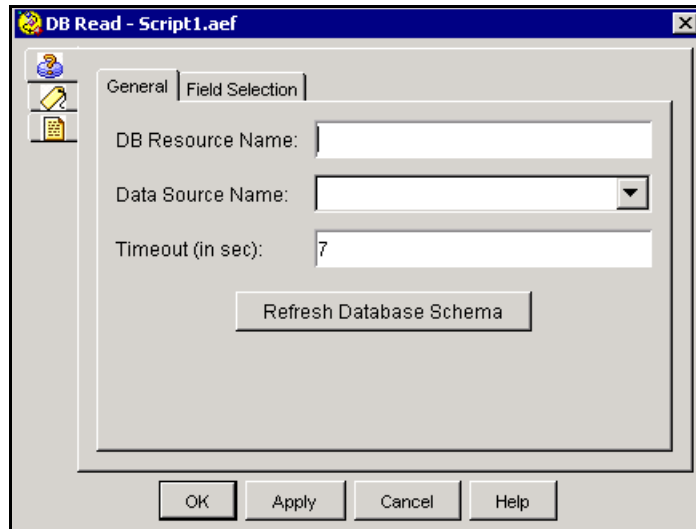 DB Read - Script1.aef
General Field Selection
DB Resource Name:
Data Source Name:
Timeout (in sec): 7
Refresh Database Schema
OK Apply Cancel Help